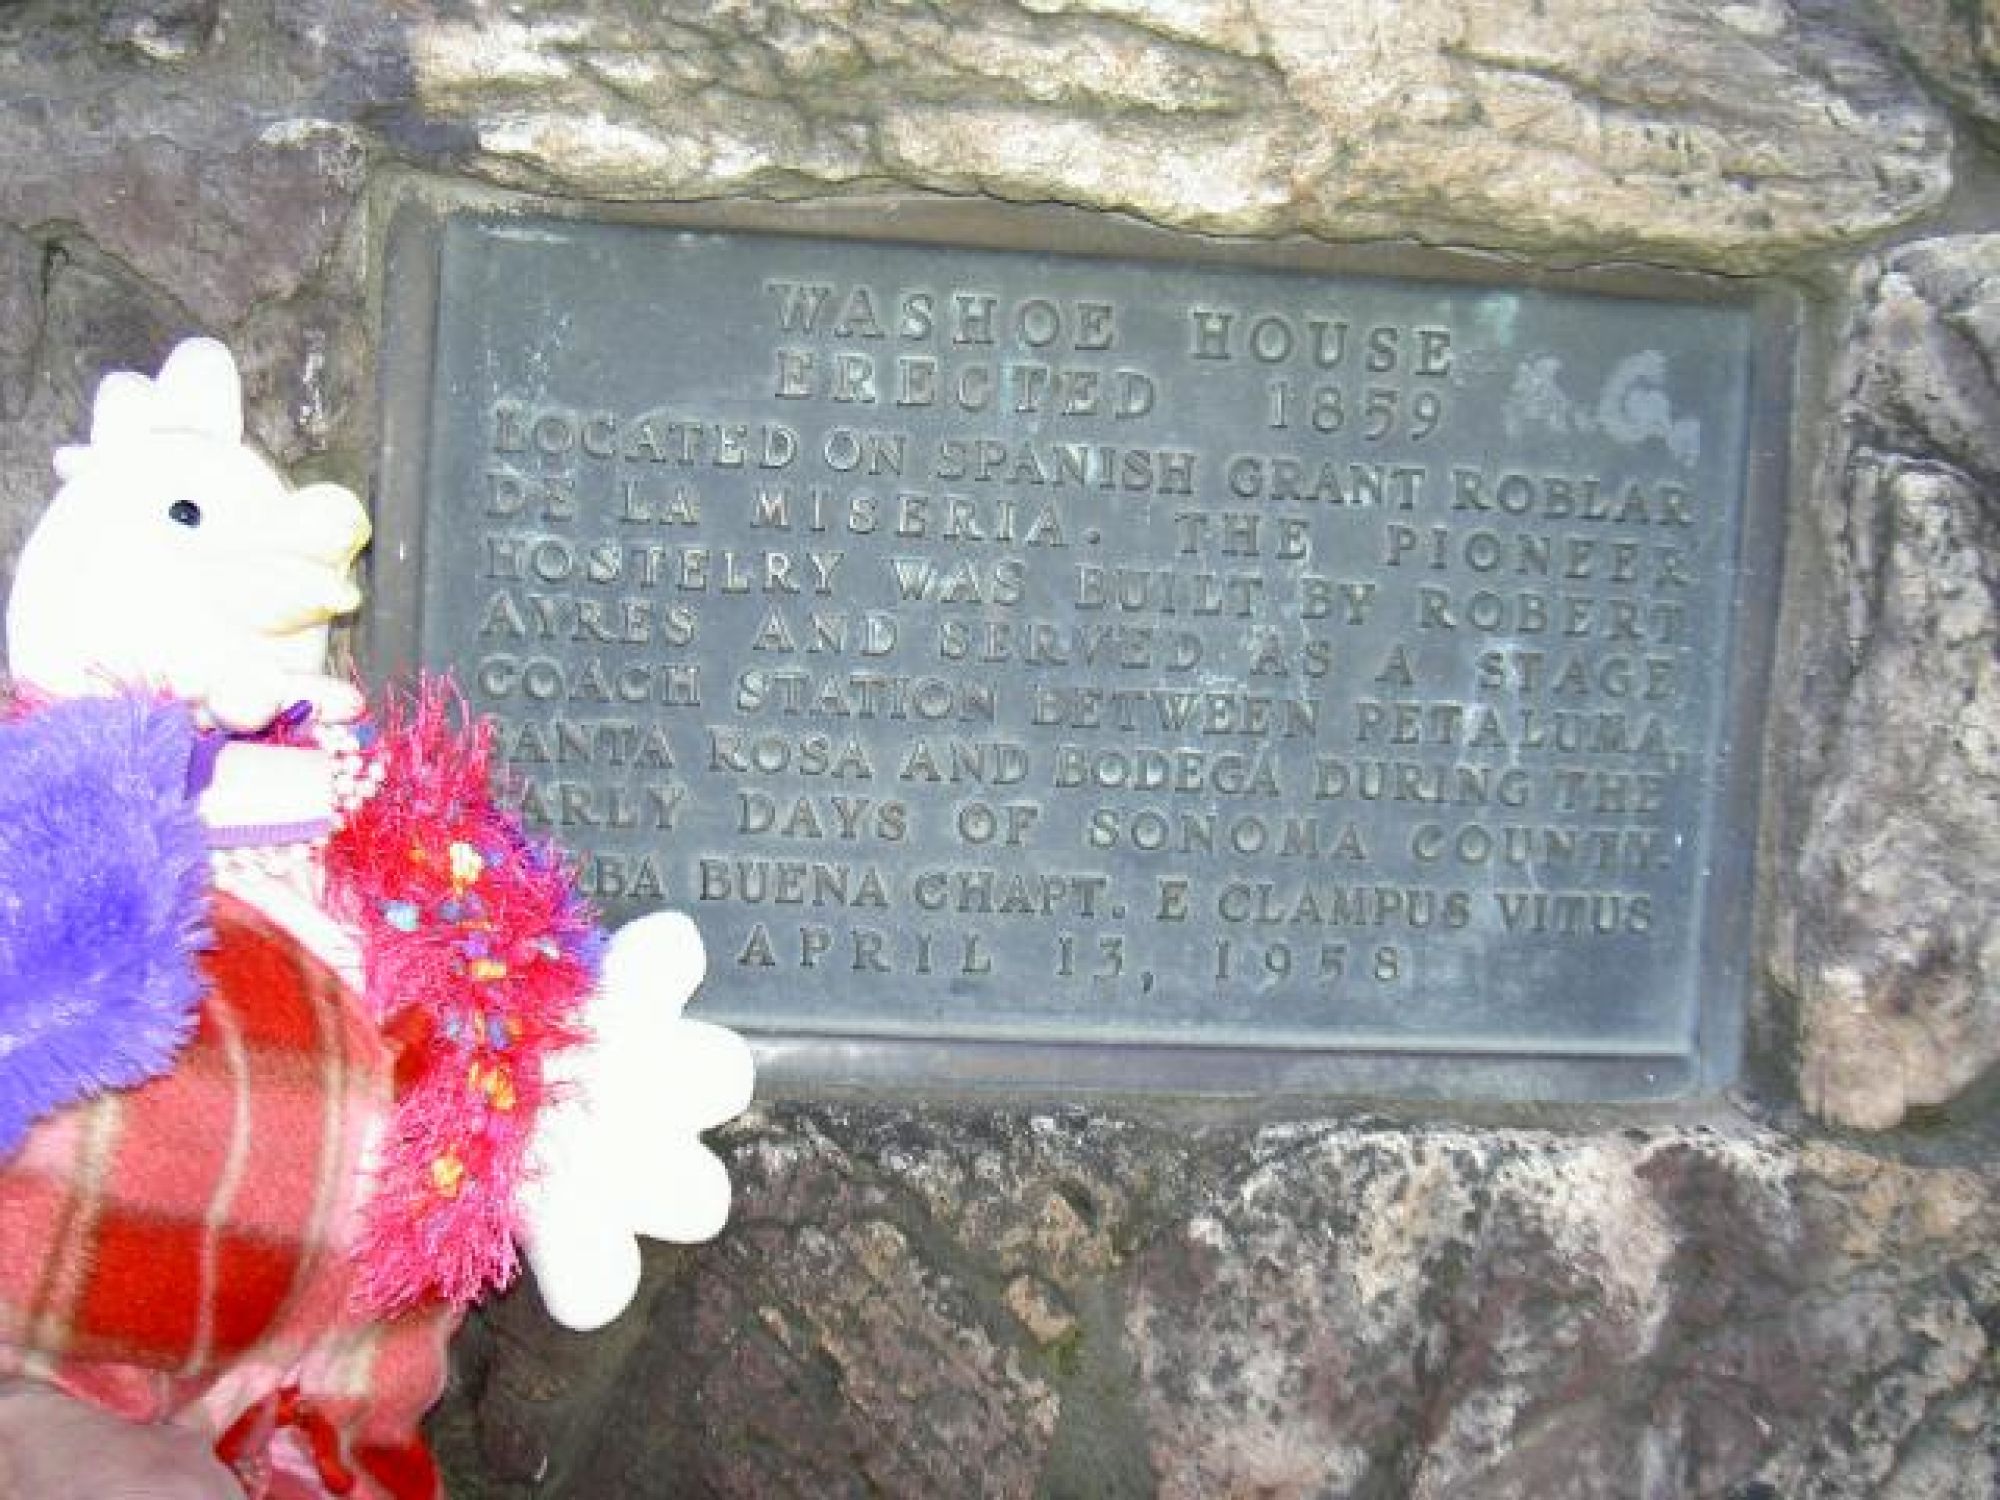 WASHOE HOUSE
ERECTED 1859
LOCATED ON SPANISH GRANT ROBLAR
DE LA MISERIA. THE PIONEER
HOSTELRY WAS BUILT BY ROBERT
AYRES AND SERVED AS A STAGE
COACH STATION BETWEEN PETALUMA,
SANTA ROSA AND BODEGA DURING THE
EARLY DAYS OF SONOMA COUNTY.
BA BUENA CHAPT. E CLAMPUS VITUS
APRIL 13, 1958